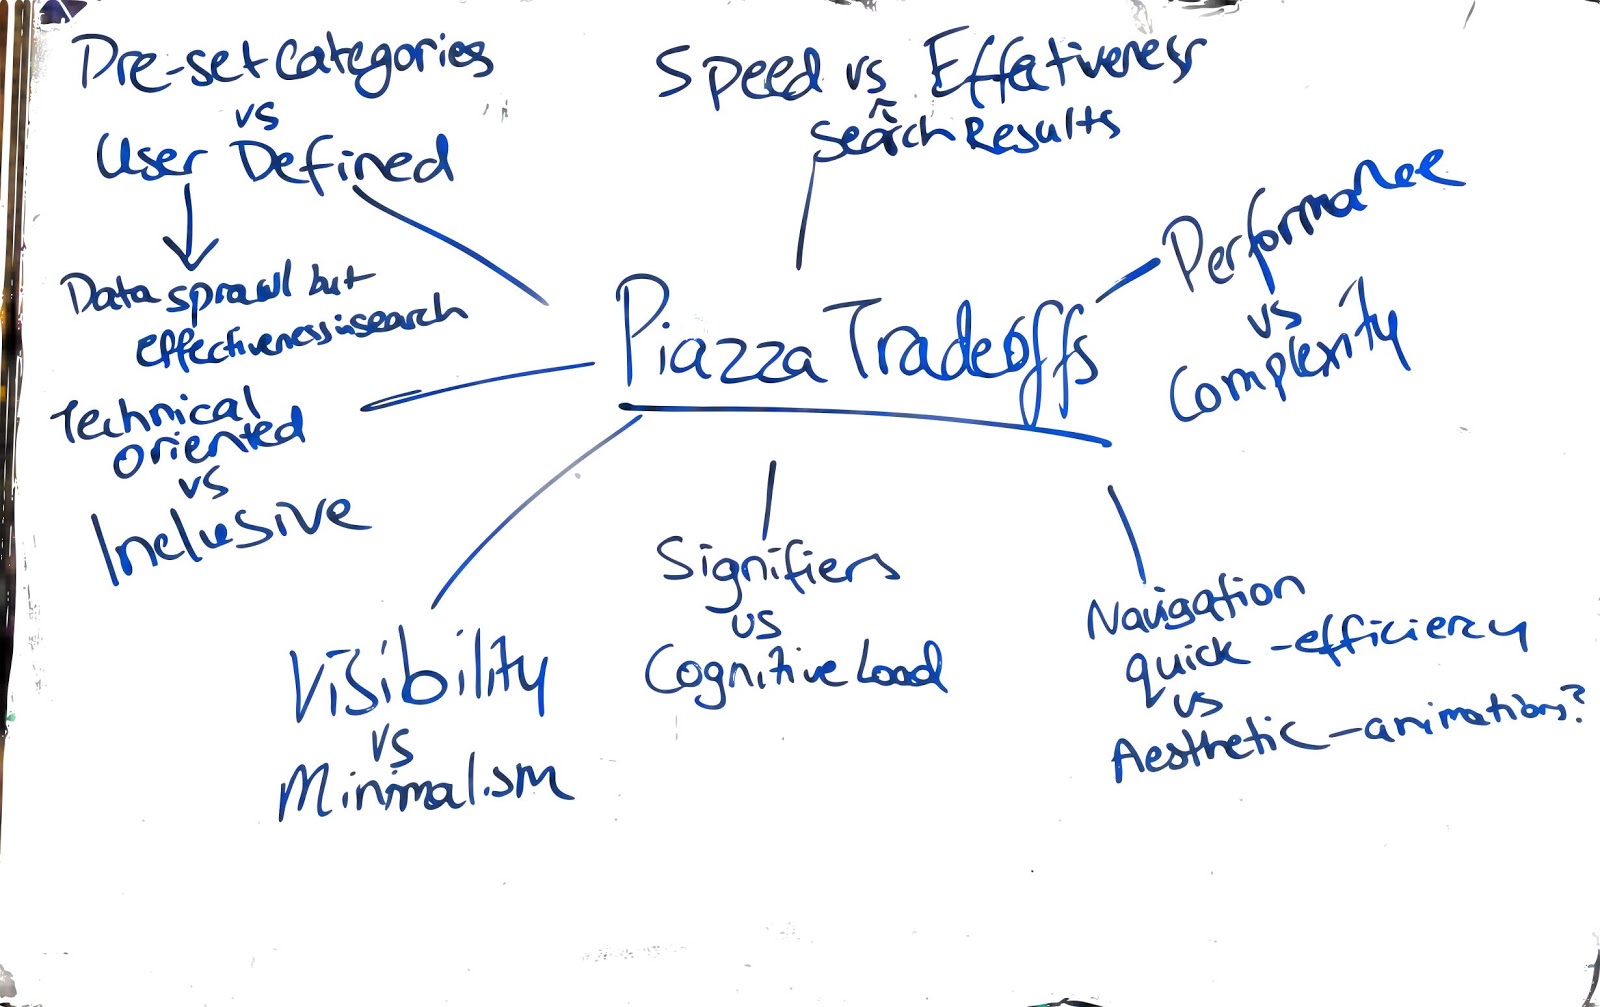 Pre-set Categories
vs
User Defined
Data sprawl but
effectiveness in search
Technical
oriented
vs
Inclusive
Speed vs Effectiveness
Search Results
Piazza Tradeoffs
Performance
vs
Complexity
Visibility
vs
Minimalism
Signifiers
vs
Cognitive Load
Navigation
quick - efficiency
vs
Aesthetic - animations?